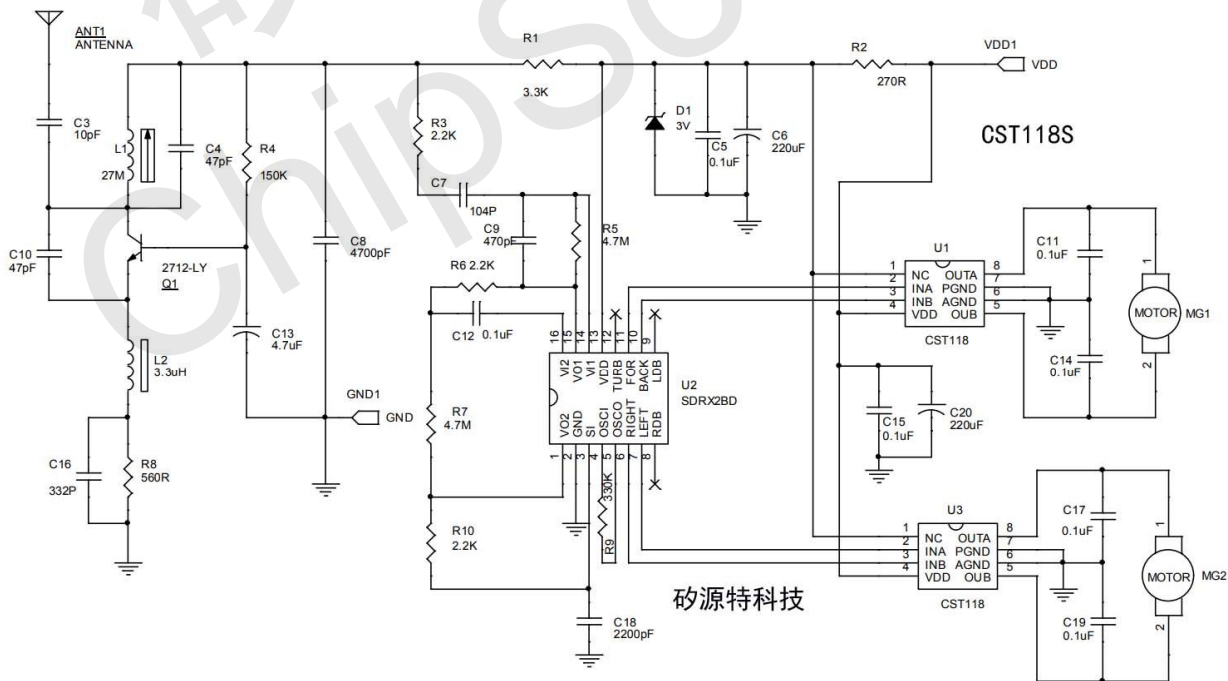 ANT1
ANTENNA
R1
3.3K
R2
270R
VDD1
VDD
C3
10pF
L1
27M
C4
47pF
R4
150K
R3
2.2K
D1
3V
C5
0.1uF
C6
220uF
CST118S
C7
104P
C9
470pF
R5
4.7M
C8
4700pF
C10
47pF
2712-LY
Q1
R6 2.2K
C12
0.1uF
C13
4.7uF
L2
3.3uH
GND1
GND
R7
4.7M
16 15 14 13 12 11 10 9
VI2 VO1 VI1 VDD TURB FOR BACK LDB
VO2 GND SI OSCI OSCO RIGHT LEFT RDB
1 2 3 4 5 6 7 8
U2
SDRX2BD
U1
1 NC OUTA 8
2 INA PGND 7
3 INB AGND 6
4 VDD OUB 5
CST118
C11
0.1uF
C14
0.1uF
1
MOTOR
MG1
2
C15
0.1uF
C20
220uF
C16
332P
R8
560R
R10
2.2K
330K
R9
C18
2200pF
矽源特科技
U3
1 NC OUTA 8
2 INA PGND 7
3 INB AGND 6
4 VDD OUB 5
CST118
C17
0.1uF
C19
0.1uF
1
MOTOR
MG2
2